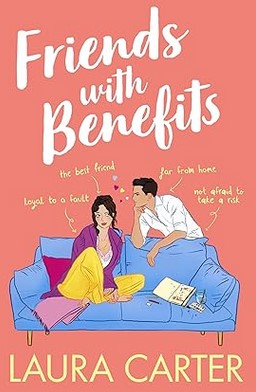 Friends
with
Benefits
the best friend
far from home
loyal to a fault
not afraid to
take a risk
LAURA CARTER